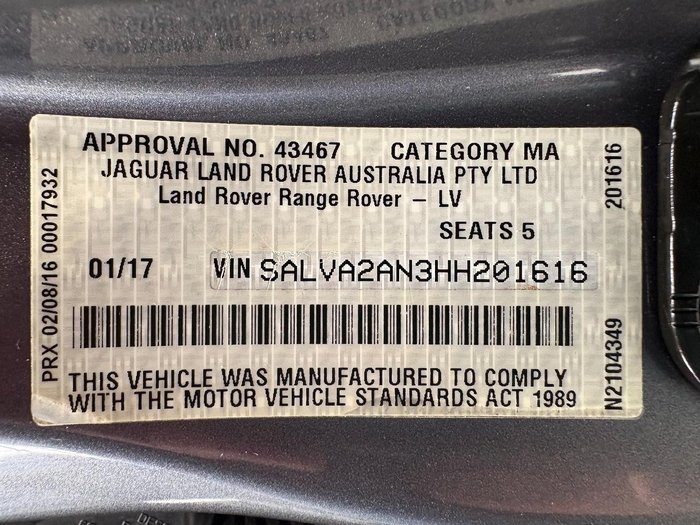 APPROVAL NO. 43467 CATEGORY MA
JAGUAR LAND ROVER AUSTRALIA PTY LTD
Land Rover Range Rover – LV
SEATS 5
01/17 VIN SALVA2AN3HH201616
THIS VEHICLE WAS MANUFACTURED TO COMPLY
WITH THE MOTOR VEHICLE STANDARDS ACT 1989
PRX 02/08/16 00017932
201616
N2104349